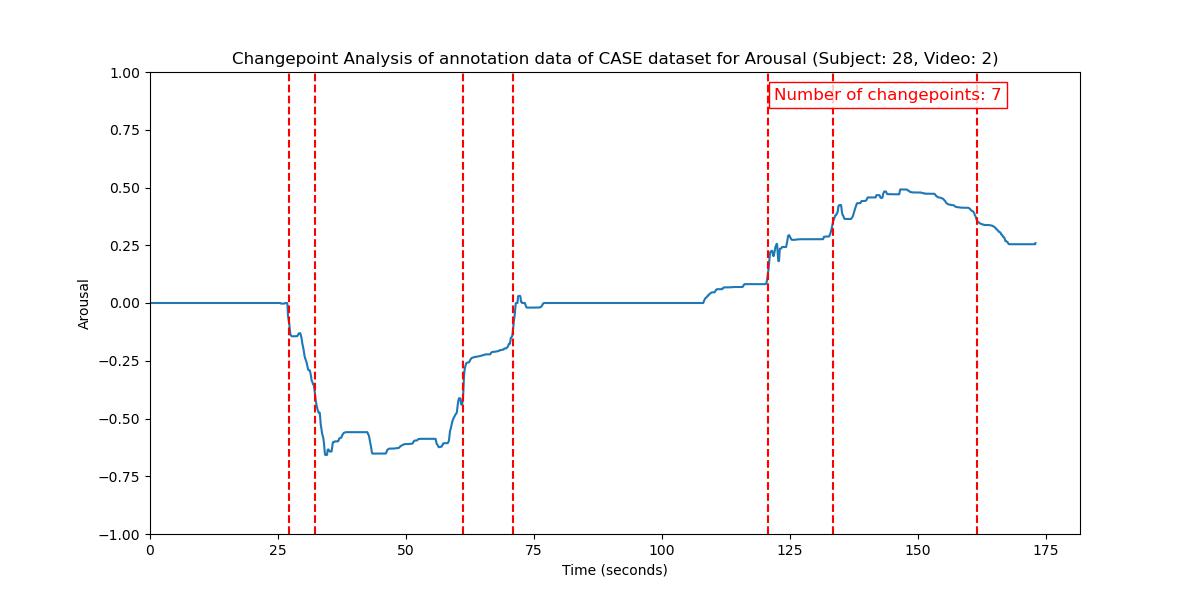 Changepoint Analysis of annotation data of CASE dataset for Arousal (Subject: 28, Video: 2)
Number of changepoints: 7
1.00
0.75
0.50
0.25
0.00
−0.25
−0.50
−0.75
−1.00
Arousal
0 25 50 75 100 125 150 175
Time (seconds)